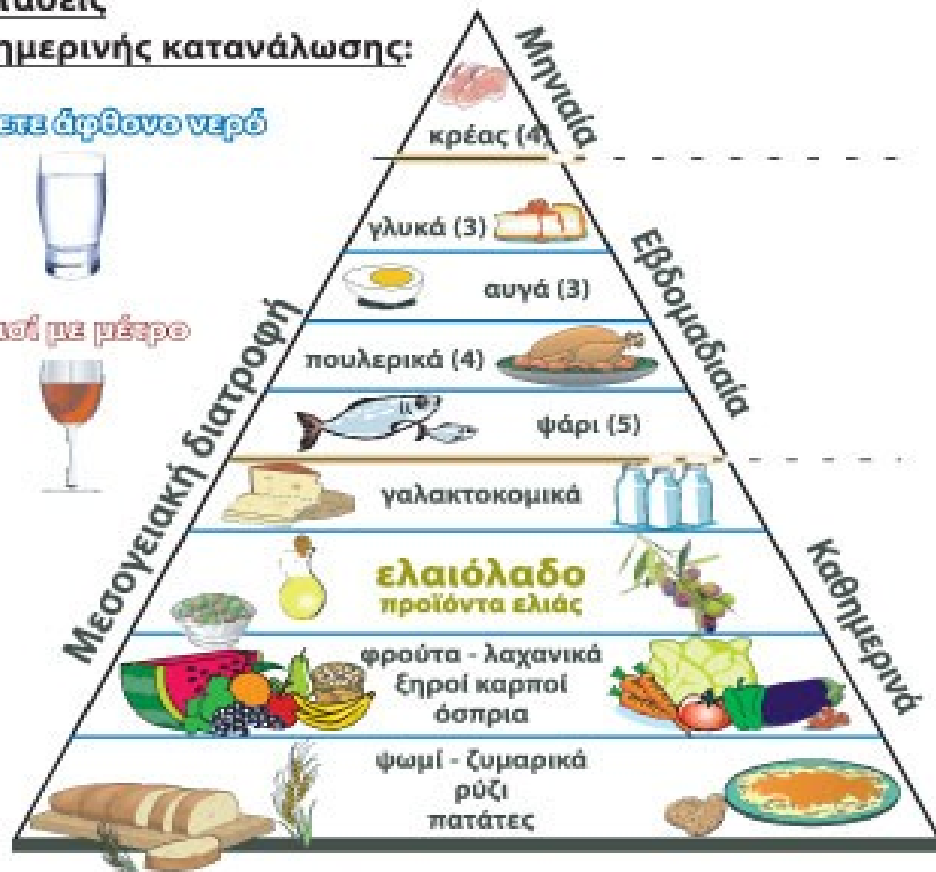 ημερινής κατανάλωσης:
άφθονο νερό
με μέτρο
Μεσογειακή διατροφή
Μηνιαία
κρέας (4)
Εβδομαδιαία
γλυκά (3)
αυγά (3)
πουλερικά (4)
ψάρι (5)
Καθημερινά
γαλακτοκομικά
ελαιόλαδο
προϊόντα ελιάς
φρούτα - λαχανικά
ξηροί καρποί
όσπρια
ψωμί - ζυμαρικά
ρύζι
πατάτες